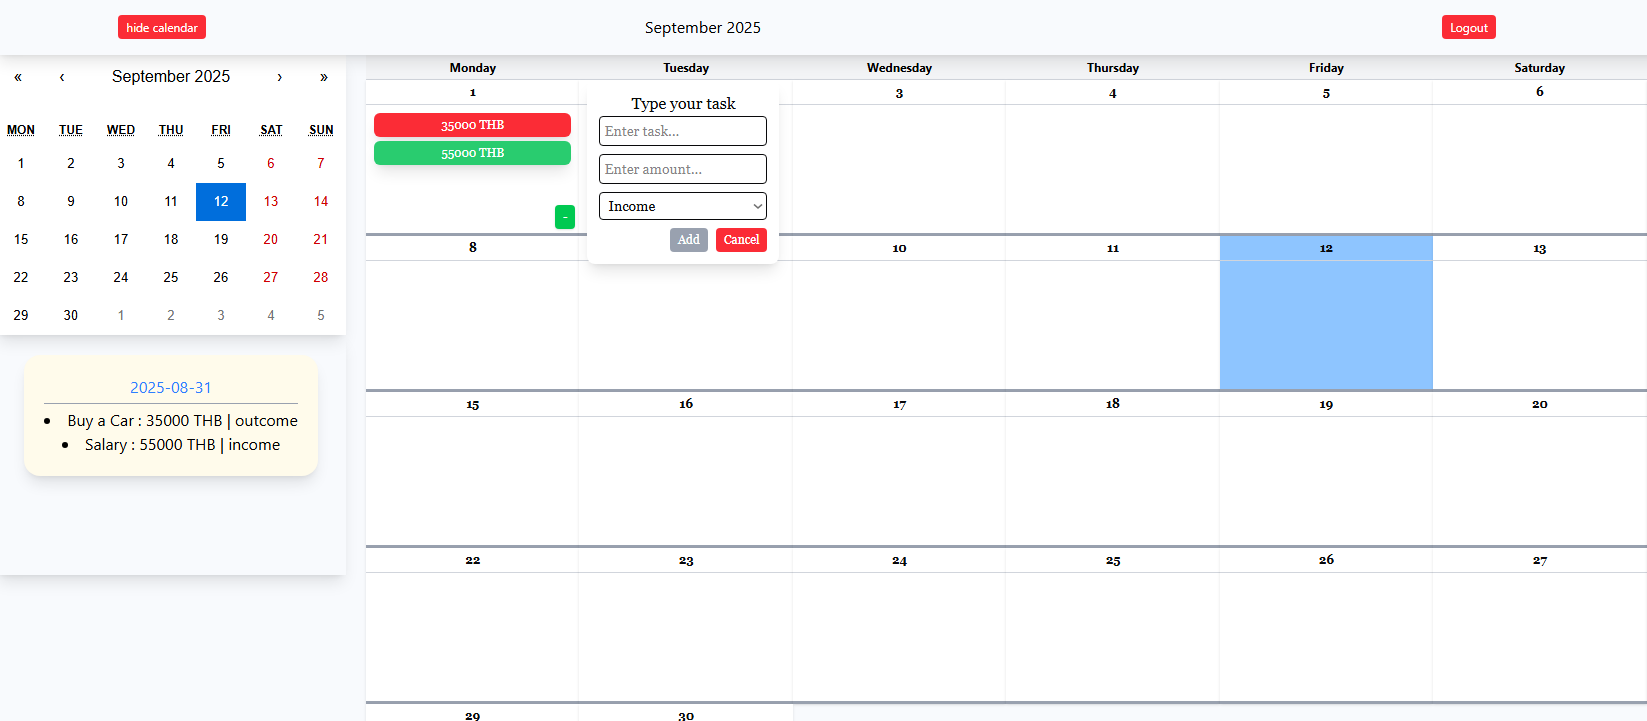 hide calendar
September 2025
Logout
« ‹ September 2025 › »
MON TUE WED THU FRI SAT SUN
1 2 3 4 5 6 7
8 9 10 11 12 13 14
15 16 17 18 19 20 21
22 23 24 25 26 27 28
29 30 1 2 3 4 5
2025-08-31
• Buy a Car : 35000 THB | outcome
• Salary : 55000 THB | income
Monday Tuesday Wednesday Thursday Friday Saturday
1 3 4 5 6
35000 THB
55000 THB
-
Type your task
Enter task...
Enter amount...
Income
Add Cancel
8 10 11 12 13
15 16 17 18 19 20
22 23 24 25 26 27
29 30